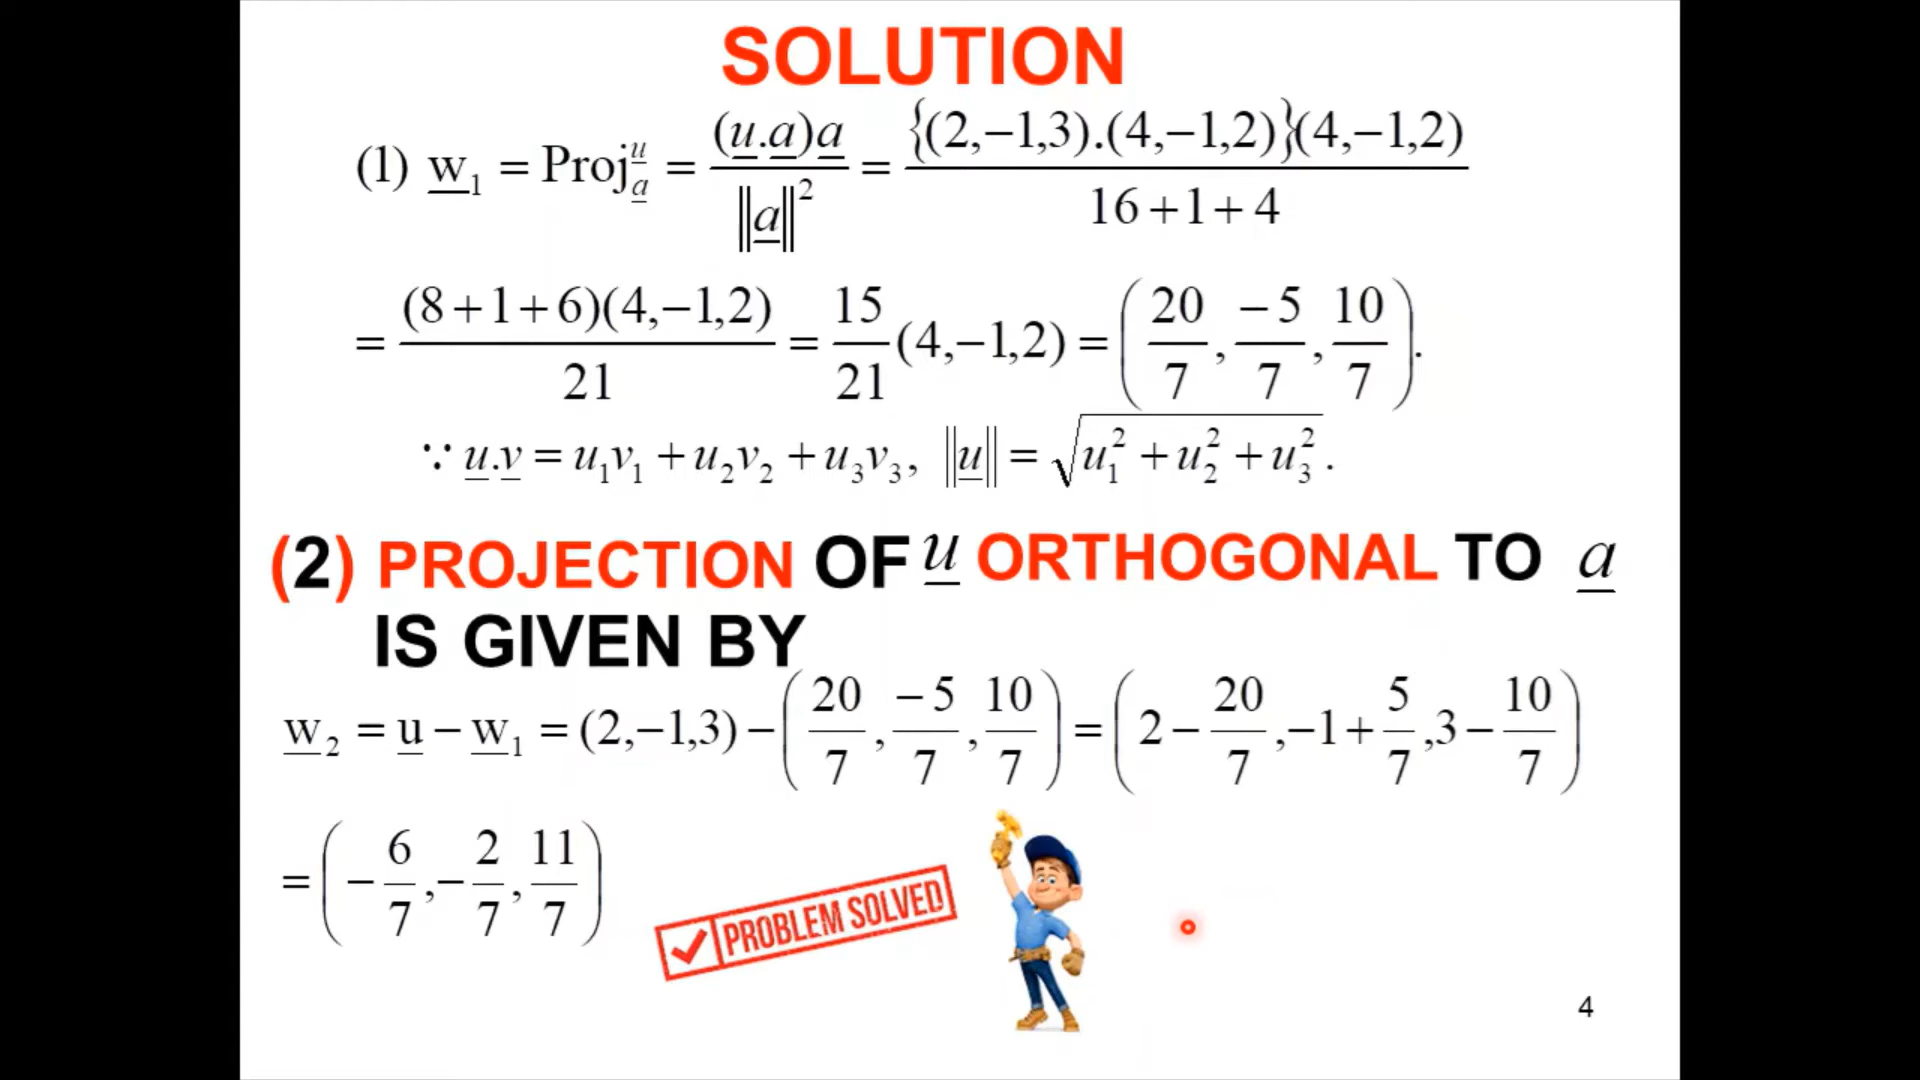 SOLUTION
(1) w₁ = Projₐᵘ = (u.a)a / ‖a‖² = {(2,−1,3).(4,−1,2)}(4,−1,2) / 16+1+4
= (8+1+6)(4,−1,2) / 21 = 15/21 (4,−1,2) = (20/7, −5/7, 10/7).
∵ u.v = u₁v₁ + u₂v₂ + u₃v₃, ‖u‖ = √(u₁² + u₂² + u₃²).
(2) PROJECTION OF u ORTHOGONAL TO a
IS GIVEN BY
w₂ = u − w₁ = (2,−1,3) − (20/7, −5/7, 10/7) = (2 − 20/7, −1 + 5/7, 3 − 10/7)
= (−6/7, −2/7, 11/7)
PROBLEM SOLVED
4